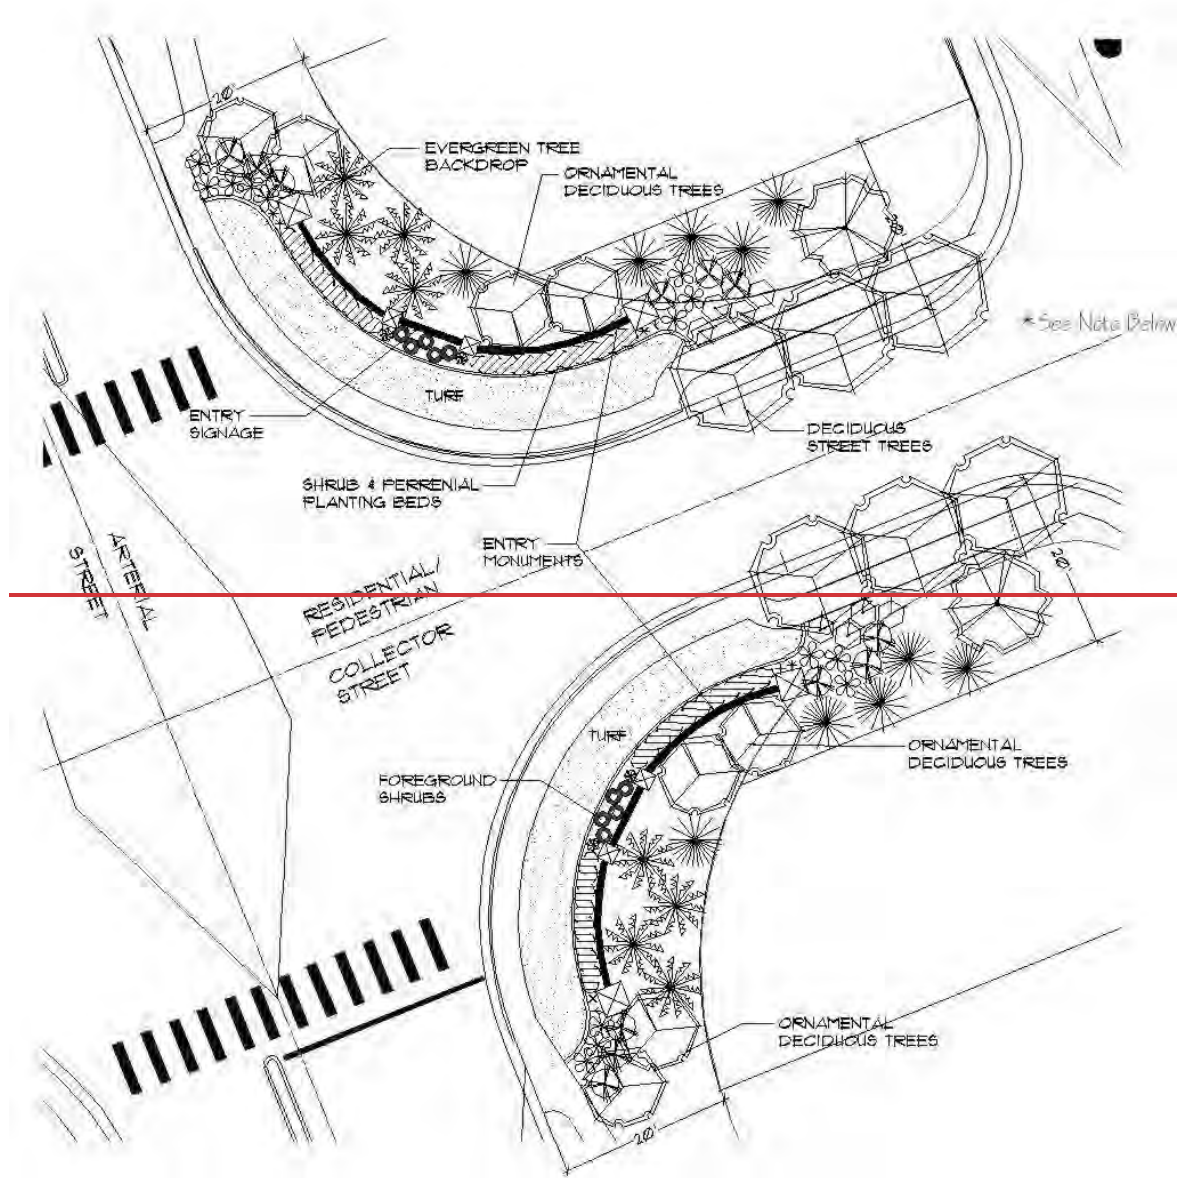 20'
EVERGREEN TREE
BACKDROP
ORNAMENTAL
DECIDUOUS TREES
*See Note Below
TURF
ENTRY
SIGNAGE
DECIDUOUS
STREET TREES
SHRUB & PERRENIAL
PLANTING BEDS
ENTRY
MONUMENTS
ARTERIAL
STREET
RESIDENTIAL/
PEDESTRIAN
COLLECTOR
STREET
20'
TURF
ORNAMENTAL
DECIDUOUS TREES
FOREGROUND
SHRUBS
ORNAMENTAL
DECIDUOUS TREES
20'